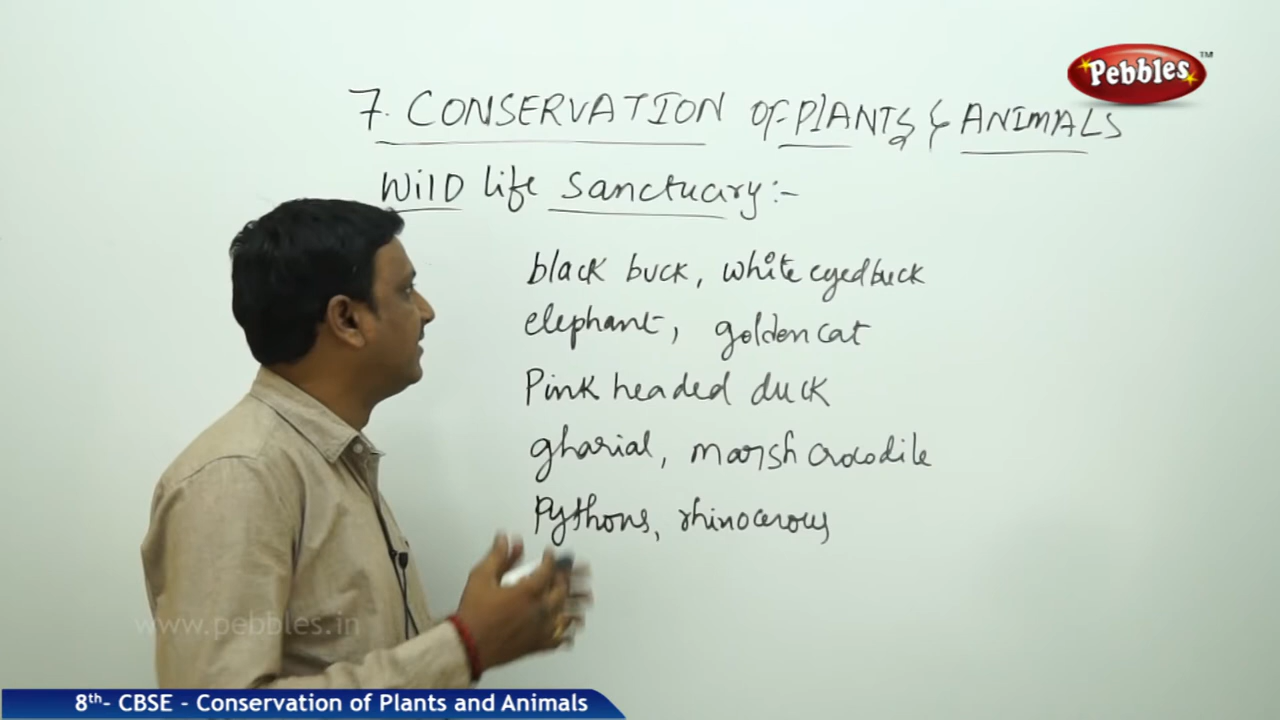 Pebbles™
7. CONSERVATION OF PLANTS & ANIMALS
WilD life Sanctuary:-
black buck, white eyed buck
elephant, golden cat
Pink headed duck
gharial, marsh crocodile
Pythons, rhinocerous
www.pebbles.in
8th- CBSE - Conservation of Plants and Animals